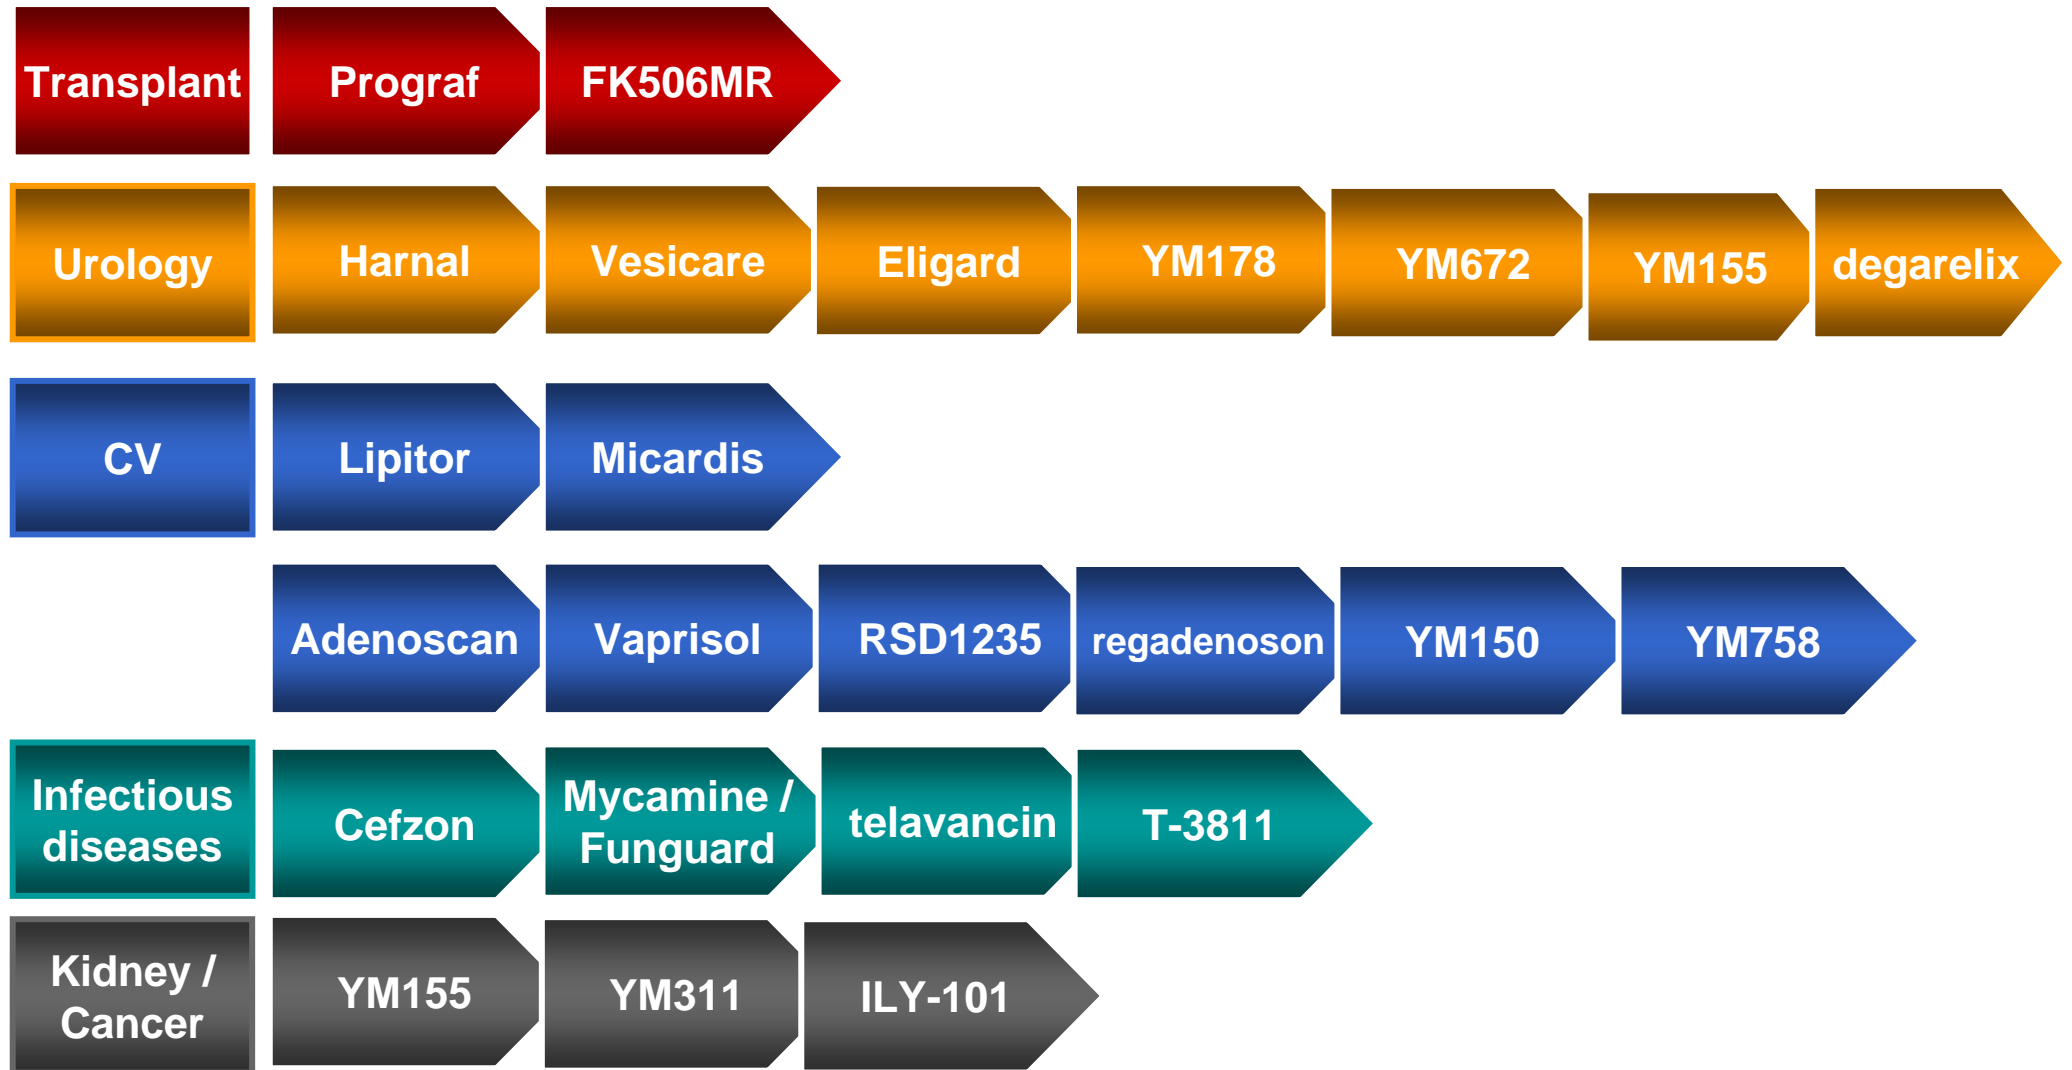 Transplant
Prograf
FK506MR
Urology
Harnal
Vesicare
Eligard
YM178
YM672
YM155
degarelix
CV
Lipitor
Micardis
Adenoscan
Vaprisol
RSD1235
regadenoson
YM150
YM758
Infectious
diseases
Cefzon
Mycamine /
Funguard
telavancin
T-3811
Kidney /
Cancer
YM155
YM311
ILY-101